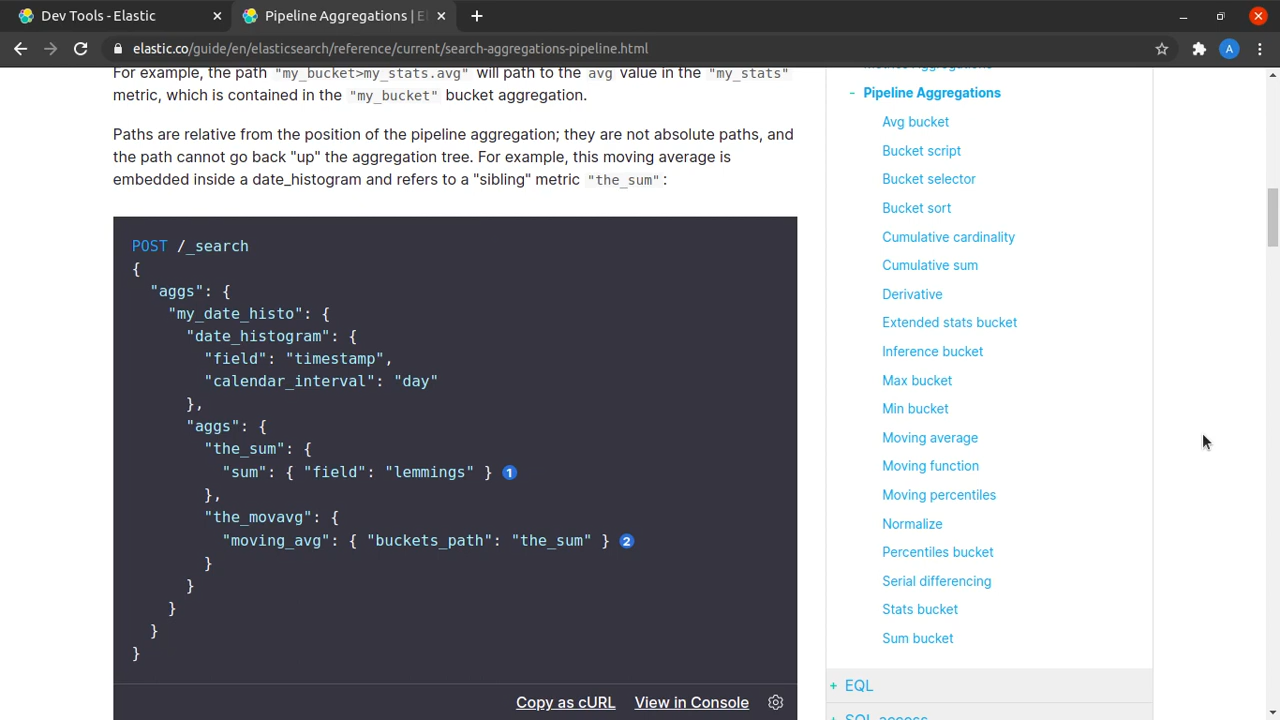 Dev Tools - Elastic
Pipeline Aggregations | E
elastic.co/guide/en/elasticsearch/reference/current/search-aggregations-pipeline.html
A
For example, the path "my_bucket>my_stats.avg" will path to the avg value in the "my_stats"
metric, which is contained in the "my_bucket" bucket aggregation.
Paths are relative from the position of the pipeline aggregation; they are not absolute paths, and
the path cannot go back "up" the aggregation tree. For example, this moving average is
embedded inside a date_histogram and refers to a "sibling" metric "the_sum":
POST /_search
{
"aggs": {
"my_date_histo": {
"date_histogram": {
"field": "timestamp",
"calendar_interval": "day"
},
"aggs": {
"the_sum": {
"sum": { "field": "lemmings" } 1
},
"the_movavg": {
"moving_avg": { "buckets_path": "the_sum" } 2
}
}
}
}
}
Copy as cURL View in Console
Metrics Aggregations
- Pipeline Aggregations
Avg bucket
Bucket script
Bucket selector
Bucket sort
Cumulative cardinality
Cumulative sum
Derivative
Extended stats bucket
Inference bucket
Max bucket
Min bucket
Moving average
Moving function
Moving percentiles
Normalize
Percentiles bucket
Serial differencing
Stats bucket
Sum bucket
+ EQL
+ SQL access